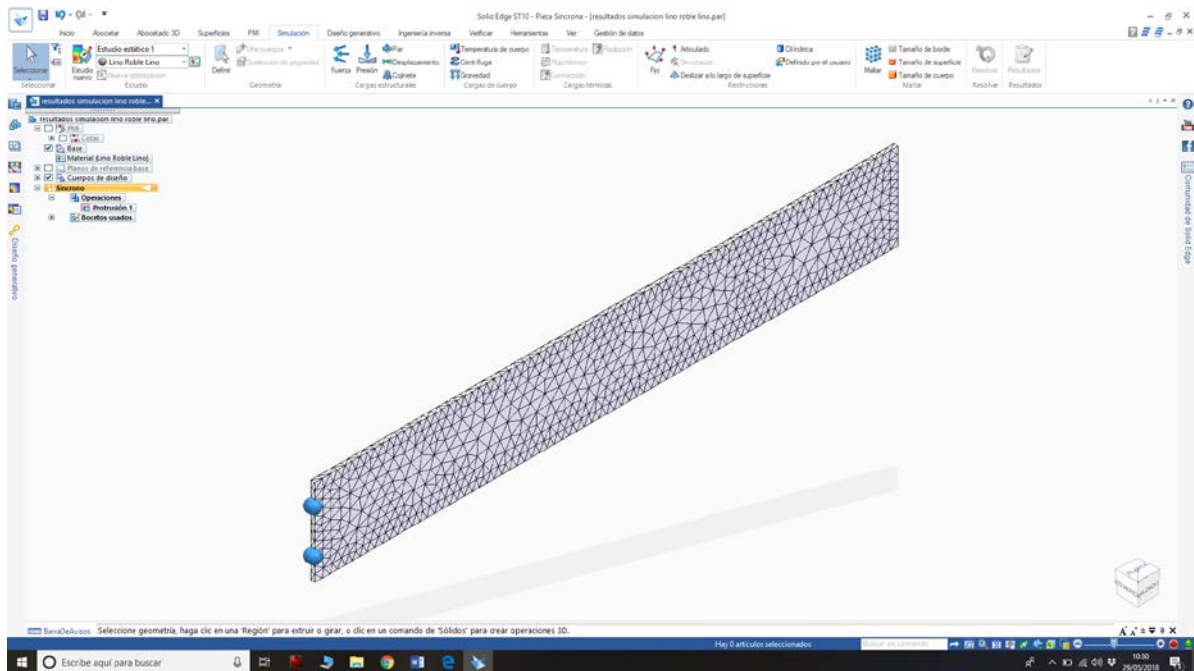 Solid Edge ST10 - Pieza Síncrona - [resultados simulacion lino roble lino.par]
Inicio Abocetar Abocetado 3D Superficies PMI Simulación Diseño generativo Ingeniería inversa Verificar Herramientas Ver Gestión de datos
Seleccionar
Seleccionar
Estudio nuevo
Estudio estático 1
Lino Roble Lino
Nueva optimización
Estudio
Definir
Geometría
Fuerza Presión
Par
Desplazamiento
Cojinete
Cargas estructurales
Temperatura de cuerpo
Centrífuga
Gravedad
Cargas de cuerpo
Temperatura Radiación
Cargas térmicas
Fijo
Articulado
Deslizar a lo largo de superficie
Cilíndrica
Definido por el usuario
Restricciones
Mallar
Tamaño de borde
Tamaño de superficie
Tamaño de cuerpo
Mallar
Resolver
Resolver
Resultados
Resultados
resultados simulacion lino roble...
resultados simulacion lino roble lino.par
PMI
Cotas
Base
Material (Lino Roble Lino)
Planos de referencia base
Cuerpos de diseño
Síncrono
Operaciones
Protrusión 1
Bocetos usados
Diseño generativo
Comunidad de Solid Edge
BarraDeAvisos Seleccione geometría, haga clic en una 'Región' para extruir o girar, o clic en un comando de 'Sólidos' para crear operaciones 3D.
Hay 0 artículos seleccionados
Buscar un comando
Escribe aquí para buscar
10:30
29/05/2018